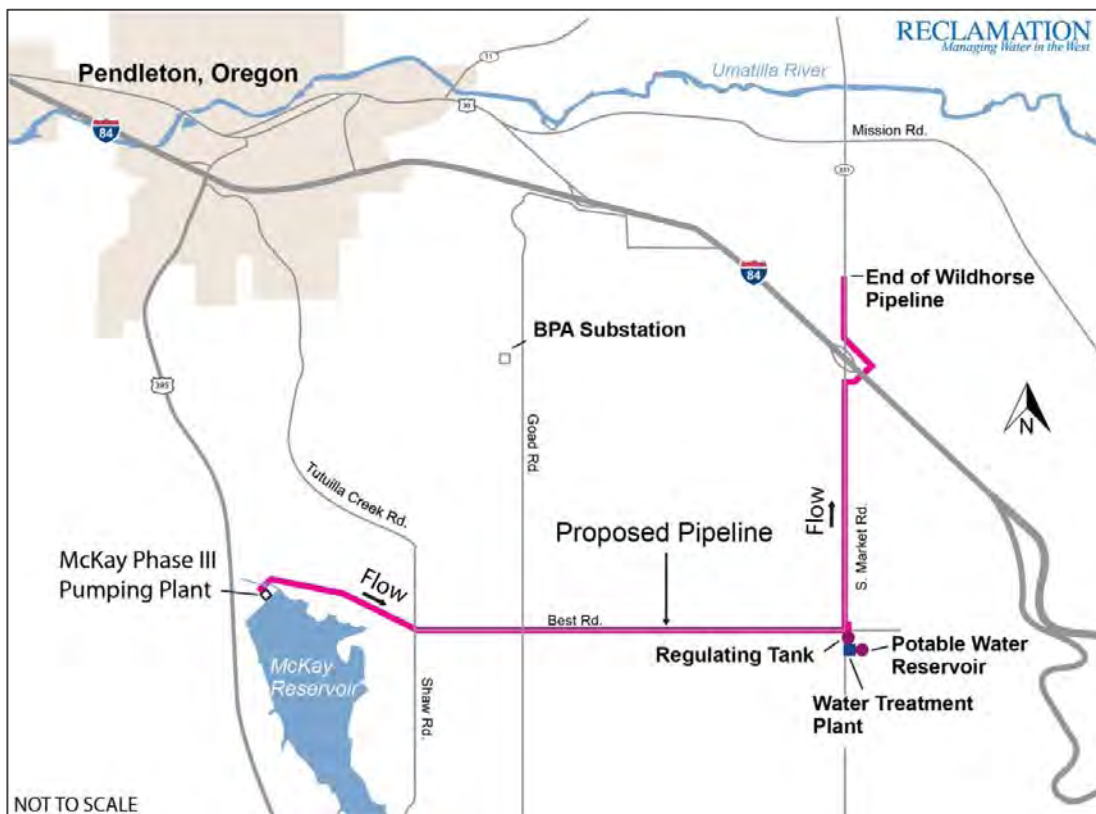 RECLAMATION
Managing Water in the West
Pendleton, Oregon
Umatilla River
11
30
84
Mission Rd.
331
84
End of Wildhorse
Pipeline
BPA Substation
395
Goad Rd.
N
Tutuilla Creek Rd.
Proposed Pipeline
Flow
S. Market Rd.
McKay Phase III
Pumping Plant
Flow
Best Rd.
Regulating Tank
Potable Water
Reservoir
McKay
Reservoir
Shaw Rd.
Water Treatment
Plant
NOT TO SCALE